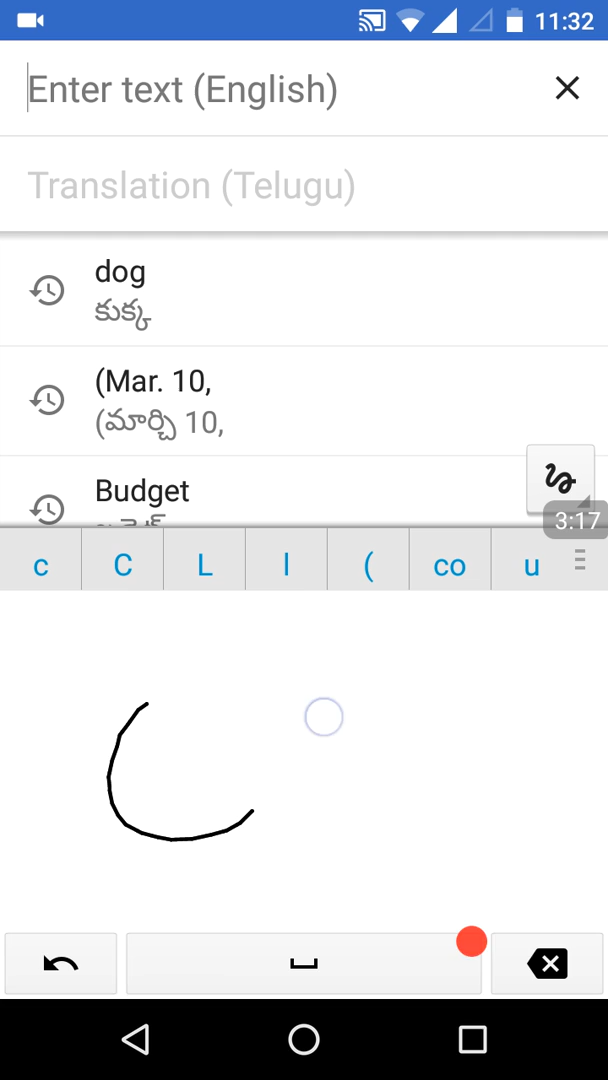 11:32
Enter text (English)
Translation (Telugu)
dog
కుక్క
(Mar. 10,
(మార్చి 10,
Budget
3:17
c C L l ( co u